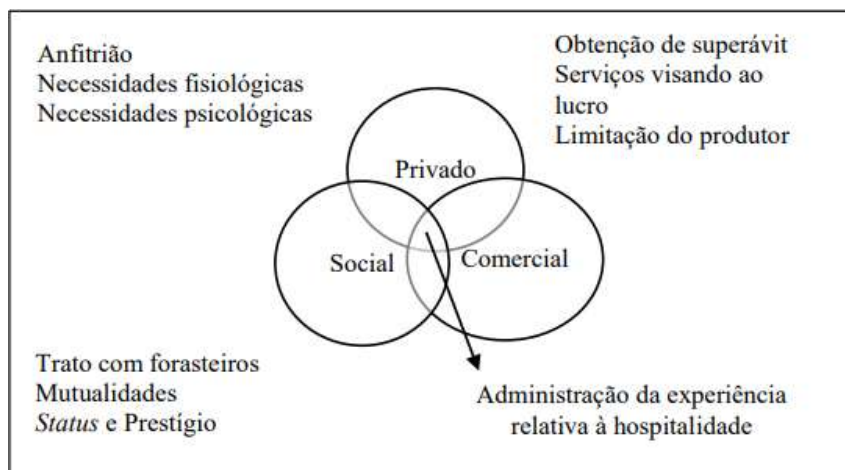 Anfitrião
Necessidades fisiológicas
Necessidades psicológicas
Obtenção de superávit
Serviços visando ao
lucro
Limitação do produtor
Privado
Social
Comercial
Trato com forasteiros
Mutualidades
Status e Prestígio
Administração da experiência
relativa à hospitalidade